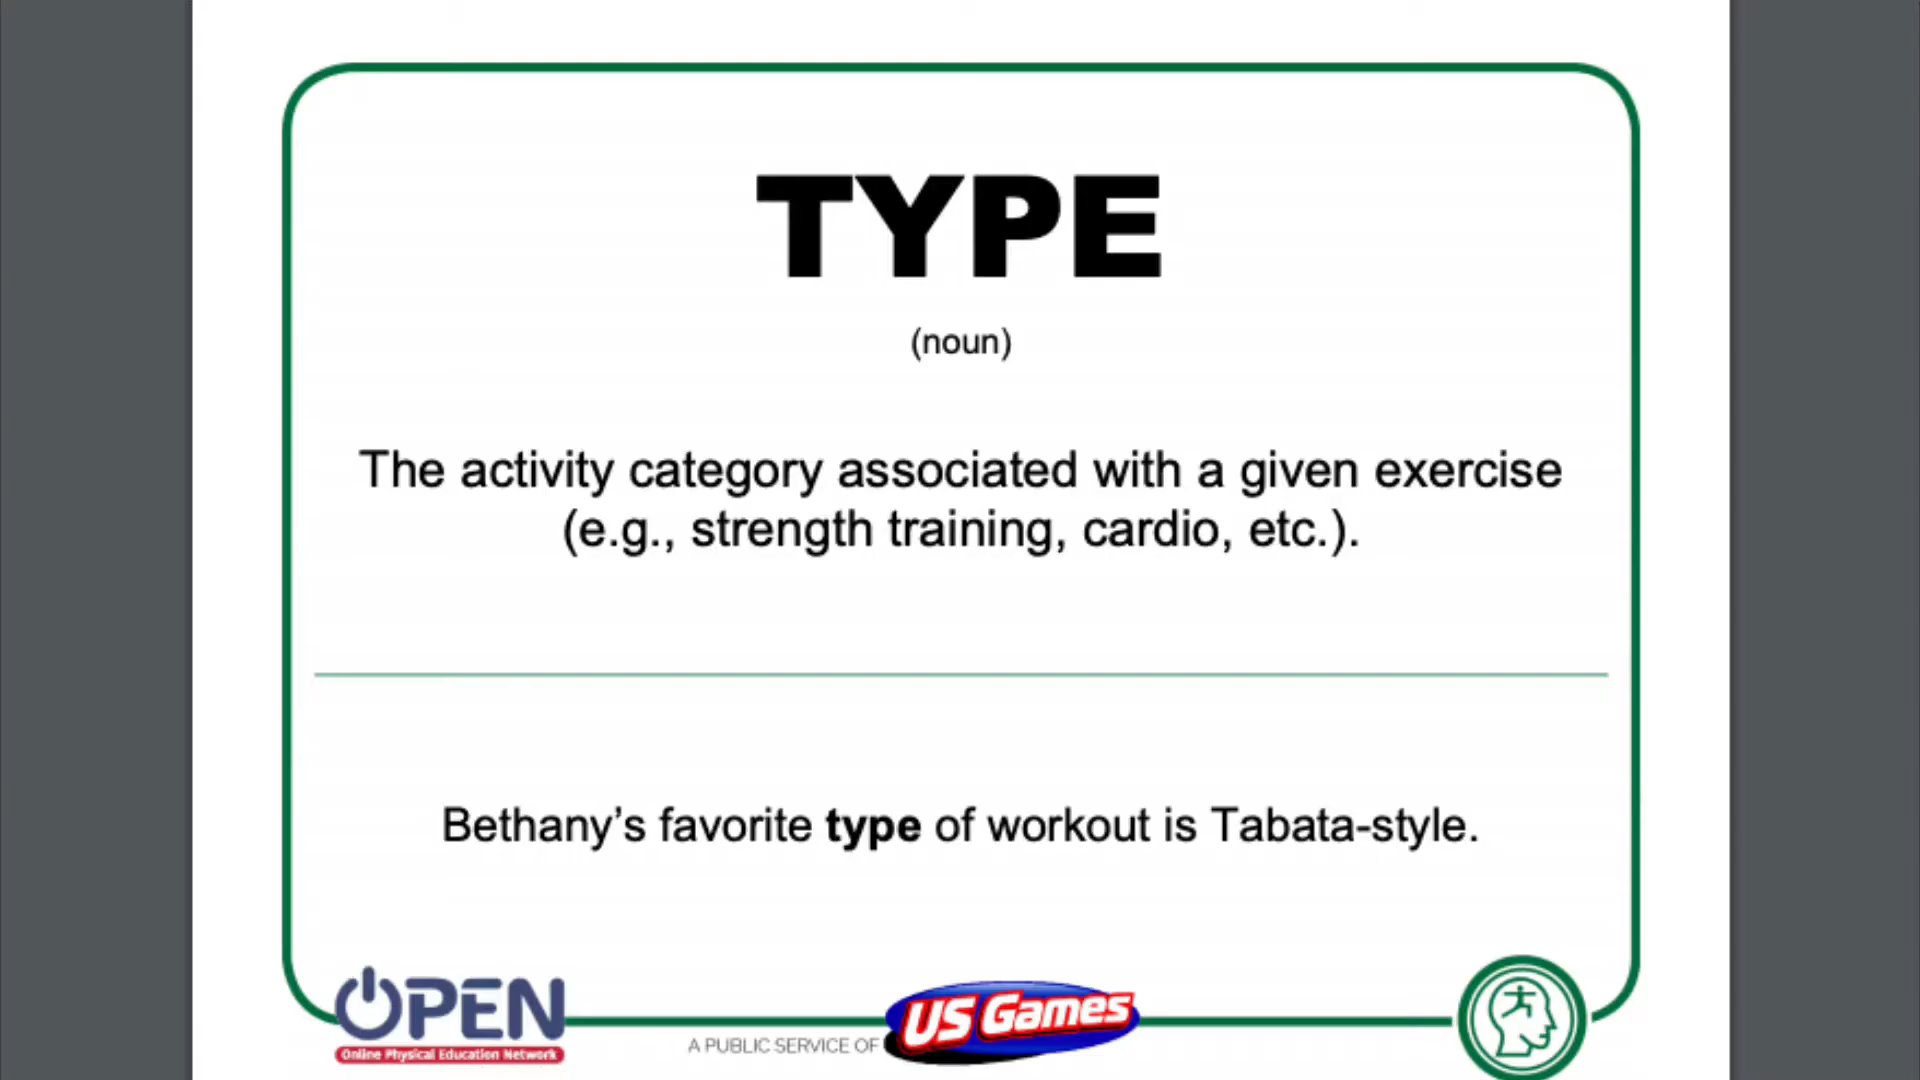 TYPE
(noun)
The activity category associated with a given exercise
(e.g., strength training, cardio, etc.).
Bethany’s favorite type of workout is Tabata-style.
OPEN
Online Physical Education Network
A PUBLIC SERVICE OF
US Games